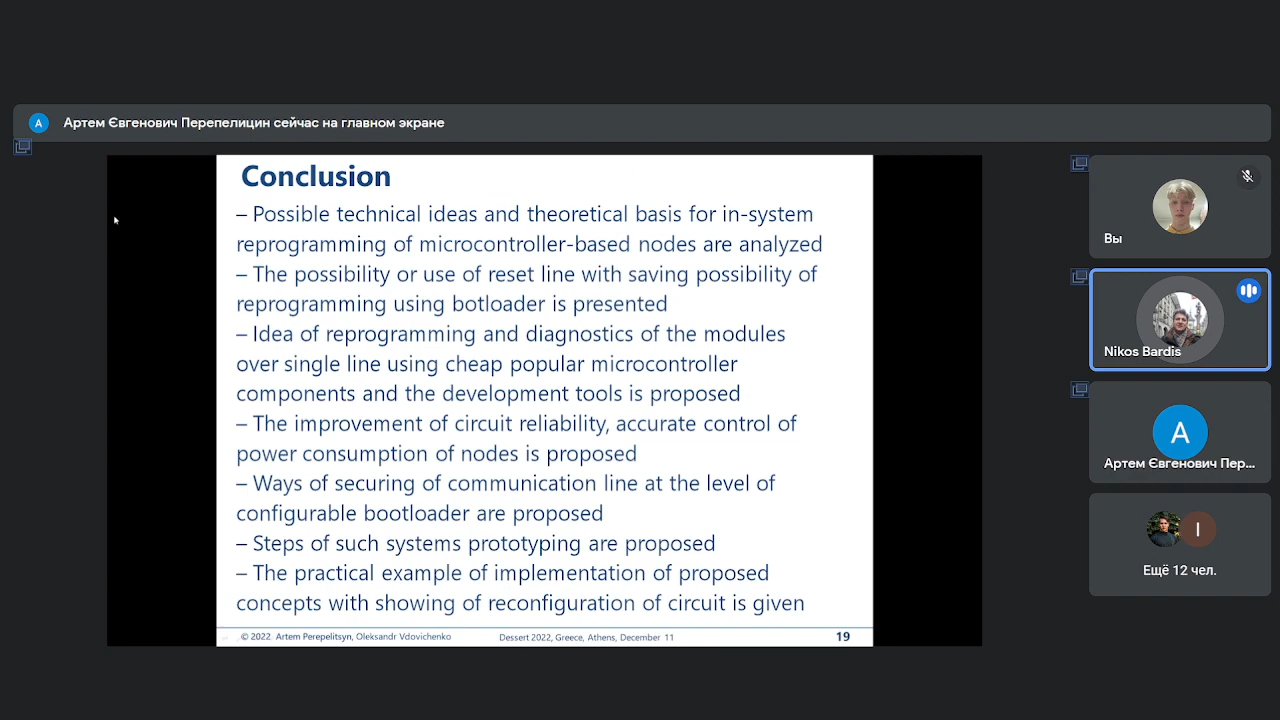 А
Артем Євгенович Перепелицин сейчас на главном экране
Conclusion
– Possible technical ideas and theoretical basis for in-system
reprogramming of microcontroller-based nodes are analyzed
– The possibility or use of reset line with saving possibility of
reprogramming using botloader is presented
– Idea of reprogramming and diagnostics of the modules
over single line using cheap popular microcontroller
components and the development tools is proposed
– The improvement of circuit reliability, accurate control of
power consumption of nodes is proposed
– Ways of securing of communication line at the level of
configurable bootloader are proposed
– Steps of such systems prototyping are proposed
– The practical example of implementation of proposed
concepts with showing of reconfiguration of circuit is given
© 2022 Artem Perepelitsyn, Oleksandr Vdovichenko
Dessert 2022, Greece, Athens, December 11
19
Вы
Nikos Bardis
А
Артем Євгенович Пер...
І
Ещё 12 чел.